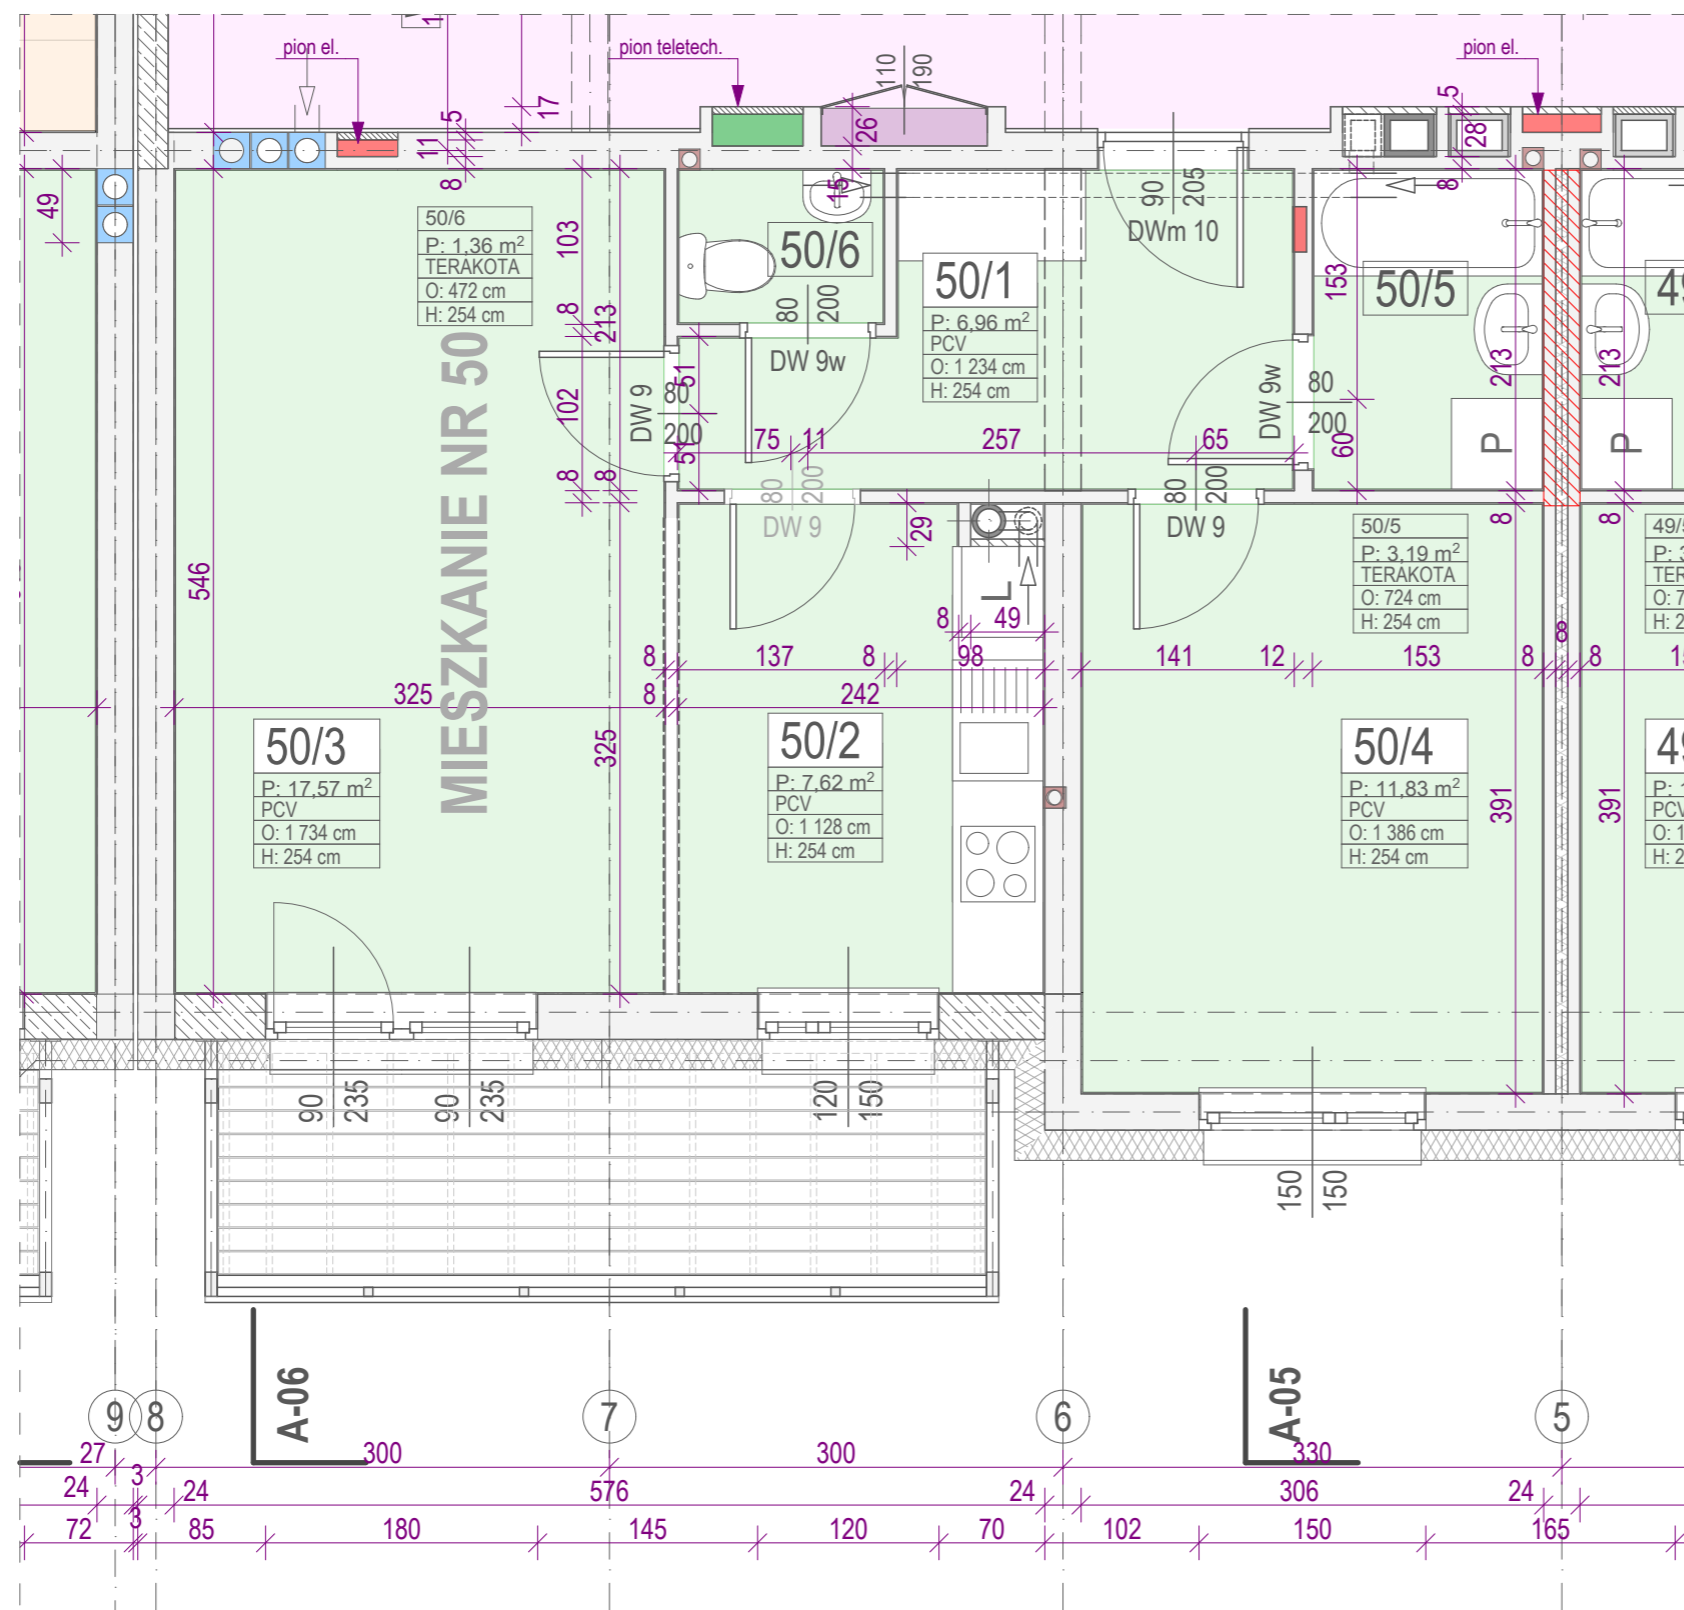 pion el.
pion teletech.
pion el.
110
190
17
5
11
8
26
15
5
28
8
49
50/6
P: 1,36 m²
TERAKOTA
O: 472 cm
H: 254 cm
103
8
213
102
8
8
50/6
80
200
DW 9w
50/1
P: 6,96 m²
PCV
O: 1 234 cm
H: 254 cm
90
205
DWm 10
153
50/5
213
213
P
P
60
DW 9w
80
200
DW 9
80
200
51
51
75
11
257
65
80
200
DW 9
80
200
DW 9
29
8
8
MIESZKANIE NR 50
546
L
8
49
50/5
P: 3,19 m²
TERAKOTA
O: 724 cm
H: 254 cm
8
137
8
98
141
12
153
8
8
8
325
8
242
325
50/3
P: 17,57 m²
PCV
O: 1 734 cm
H: 254 cm
50/2
P: 7,62 m²
PCV
O: 1 128 cm
H: 254 cm
50/4
P: 11,83 m²
PCV
O: 1 386 cm
H: 254 cm
391
391
90
235
90
235
120
150
150
150
A-06
A-05
9
8
7
6
5
27
300
300
330
24
3
24
576
24
306
24
72
3
85
180
145
120
70
102
150
165